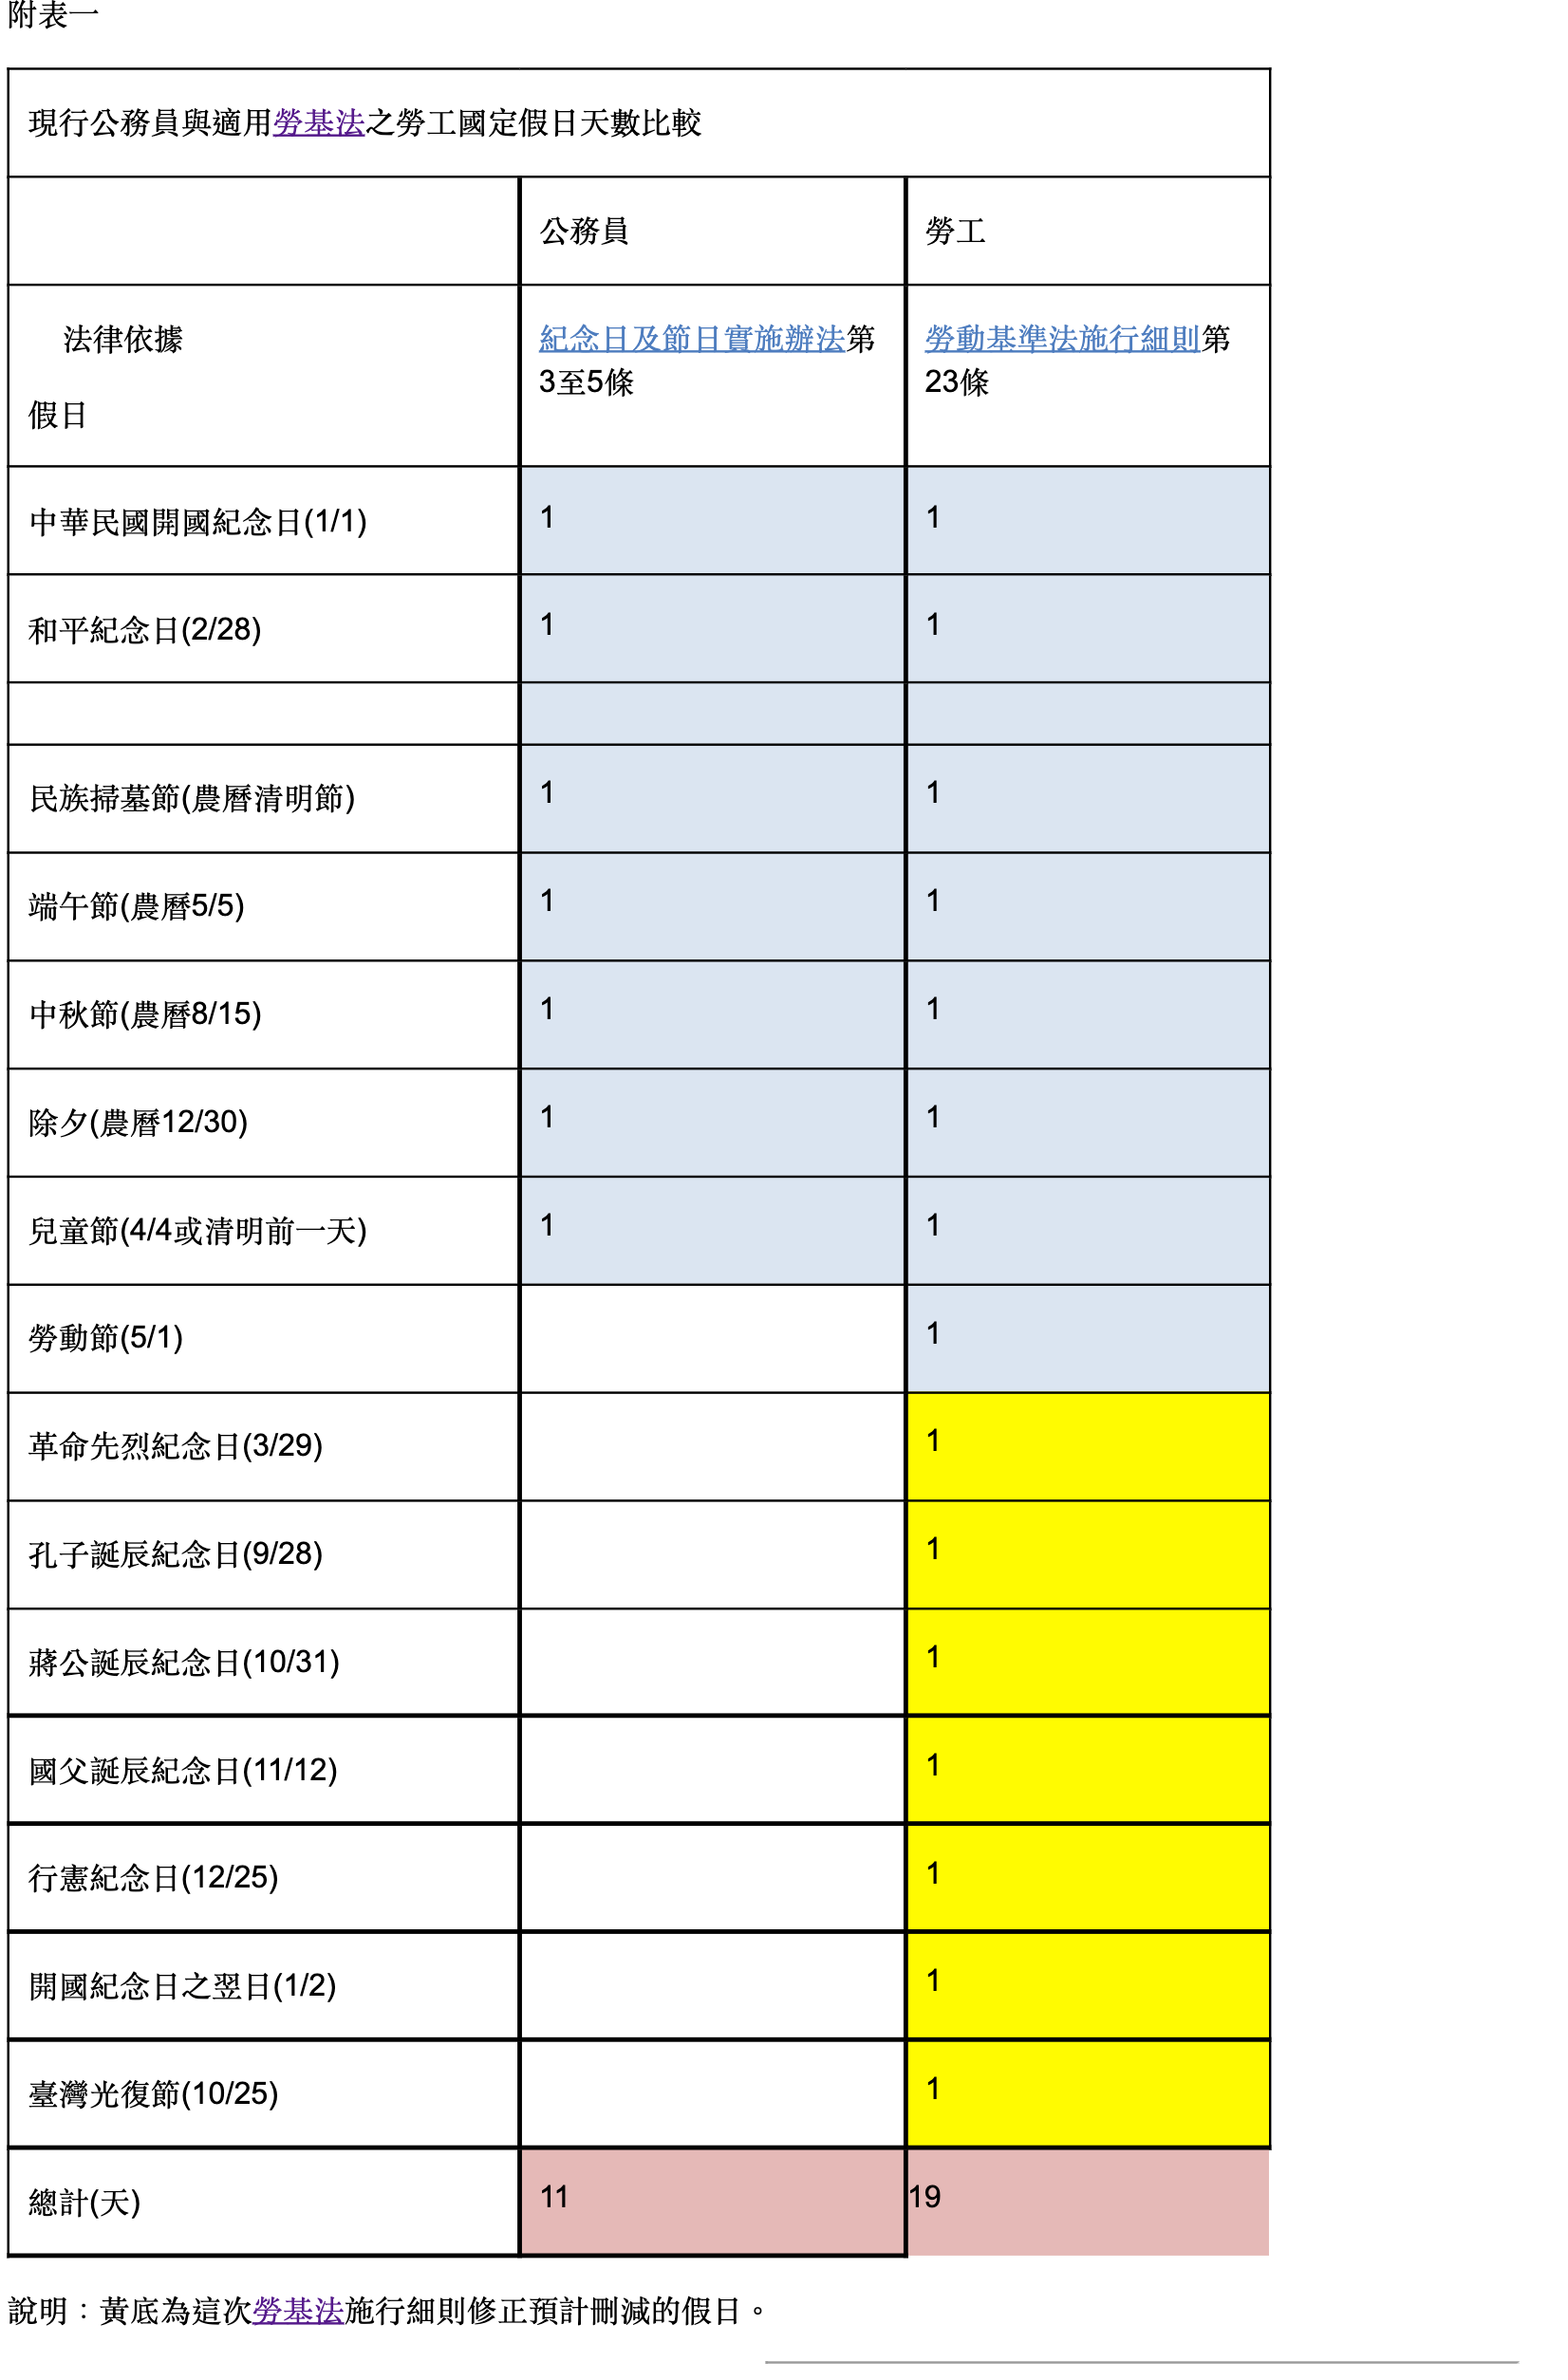 附表一
現行公務員與適用勞基法之勞工國定假日天數比較
公務員 勞工
法律依據
假日
紀念日及節日實施辦法第
3至5條
勞動基準法施行細則第
23條
中華民國開國紀念日(1/1) 1 1
和平紀念日(2/28) 1 1
民族掃墓節(農曆清明節) 1 1
端午節(農曆5/5) 1 1
中秋節(農曆8/15) 1 1
除夕(農曆12/30) 1 1
兒童節(4/4或清明前一天) 1 1
勞動節(5/1) 1
革命先烈紀念日(3/29) 1
孔子誕辰紀念日(9/28) 1
蔣公誕辰紀念日(10/31) 1
國父誕辰紀念日(11/12) 1
行憲紀念日(12/25) 1
開國紀念日之翌日(1/2) 1
臺灣光復節(10/25) 1
總計(天) 11 19
說明：黃底為這次勞基法施行細則修正預計刪減的假日。